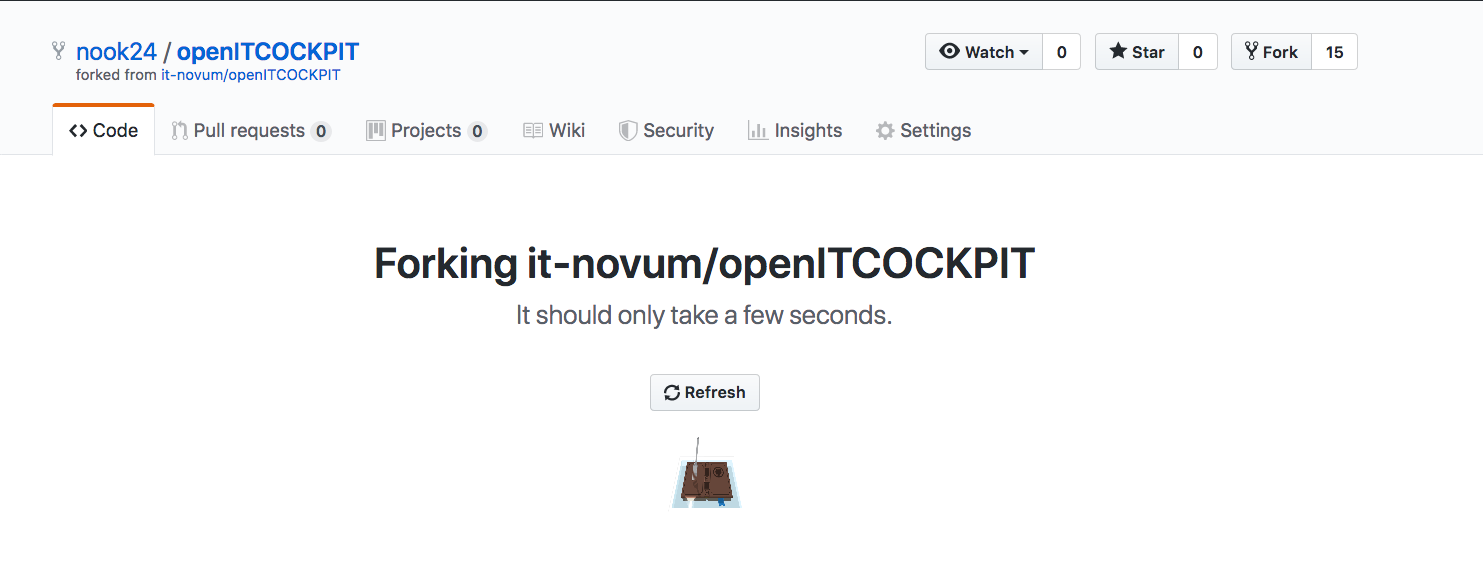 nook24 / openITCOCKPIT
forked from it-novum/openITCOCKPIT
Watch 0 Star 0 Fork 15
Code Pull requests 0 Projects 0 Wiki Security Insights Settings
Forking it-novum/openITCOCKPIT
It should only take a few seconds.
Refresh